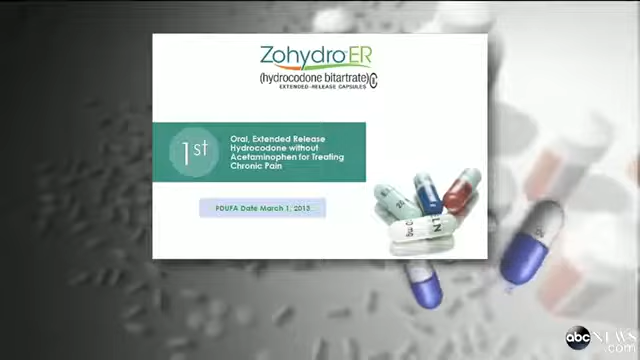 Zohydro ER
(hydrocodone bitartrate)
EXTENDED-RELEASE CAPSULES
1st
Oral, Extended Release
Hydrocodone without
Acetaminophen for Treating
Chronic Pain
PDUFA Date March 1, 2013
20
abc NEWS
.com